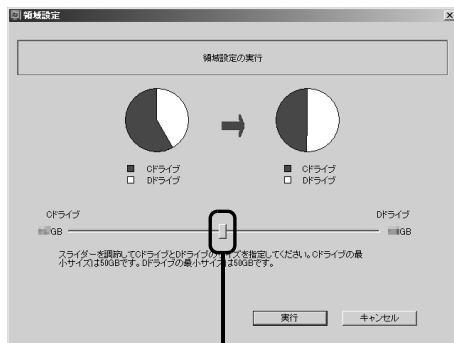 領域設定
領域設定の実行
Cドライブ
Dドライブ
Cドライブ
Dドライブ
Cドライブ
Dドライブ
GB
GB
スライダーを調節してCドライブとDドライブのサイズを指定してください。Cドライブの最
小サイズは50GBです。Dドライブの最小サイズは50GBです。
実行
キャンセル